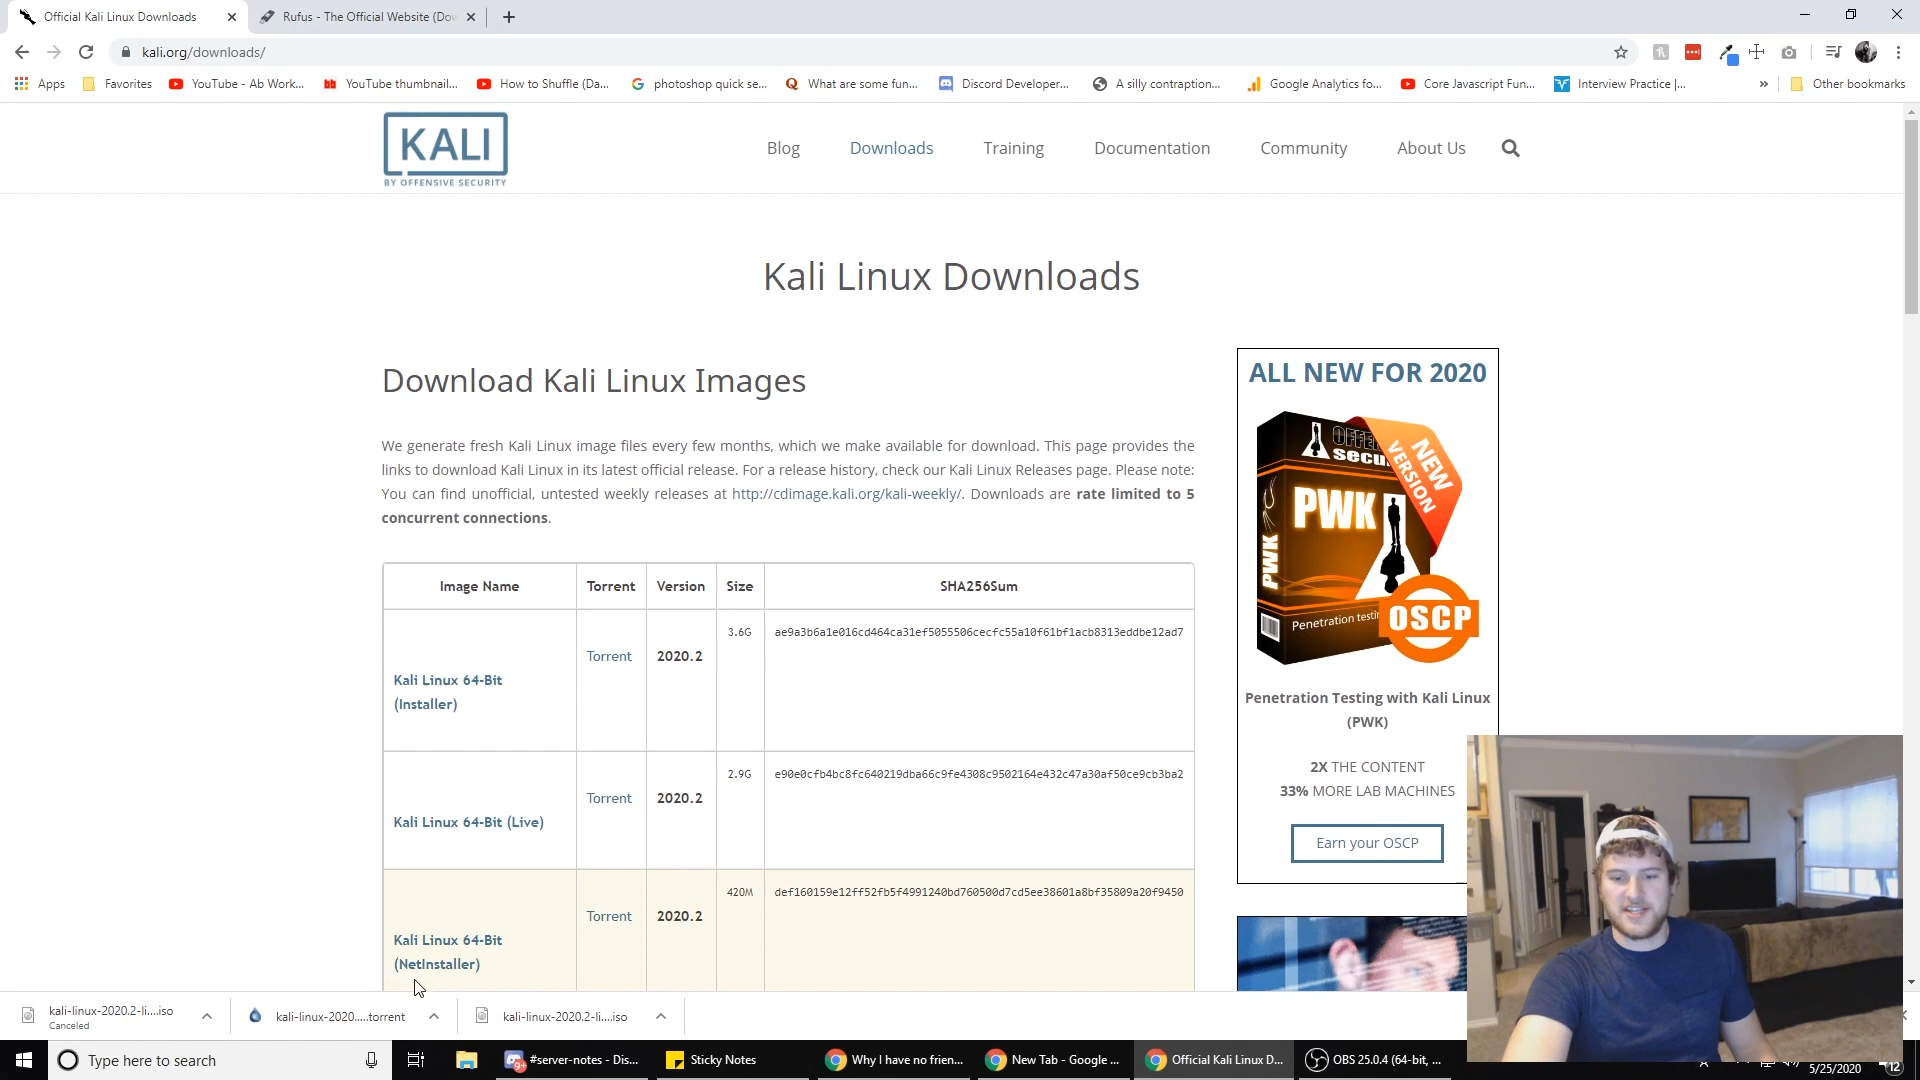 Official Kali Linux Downloads
Rufus - The Official Website (Dow
kali.org/downloads/
Apps
Favorites
YouTube - Ab Work...
YouTube thumbnail...
How to Shuffle (Da...
photoshop quick se...
What are some fun...
Discord Developer...
A silly contraption...
Google Analytics fo...
Core Javascript Fun...
Interview Practice |...
»
Other bookmarks
KALI
BY OFFENSIVE SECURITY
Blog
Downloads
Training
Documentation
Community
About Us
Kali Linux Downloads
Download Kali Linux Images
We generate fresh Kali Linux image files every few months, which we make available for download. This page provides the
links to download Kali Linux in its latest official release. For a release history, check our Kali Linux Releases page. Please note:
You can find unofficial, untested weekly releases at http://cdimage.kali.org/kali-weekly/. Downloads are rate limited to 5
concurrent connections.
Image Name Torrent Version Size SHA256Sum
Kali Linux 64-Bit
(Installer)
Torrent
2020.2
3.6G
ae9a3b6a1e016cd464ca31ef5055506cecfc55a10f61bf1acb8313eddbe12ad7
Kali Linux 64-Bit (Live)
Torrent
2020.2
2.9G
e90e0cfb4bc8fc640219dba66c9fe4308c9502164e432c47a30af50ce9cb3ba2
Kali Linux 64-Bit
(NetInstaller)
Torrent
2020.2
420M
def160159e12ff52fb5f4991240bd760500d7cd5ee38601a8bf35809a20f9450
ALL NEW FOR 2020
NEW
VERSION
PWK
PWK
OSCP
Penetration Testing with Kali Linux
(PWK)
2X THE CONTENT
33% MORE LAB MACHINES
Earn your OSCP
kali-linux-2020.2-li....iso
Canceled
kali-linux-2020.....torrent
kali-linux-2020.2-li....iso
Type here to search
9+
#server-notes - Dis...
Sticky Notes
Why I have no frien...
New Tab - Google ...
Official Kali Linux D...
OBS 25.0.4 (64-bit, ...
5/25/2020
12